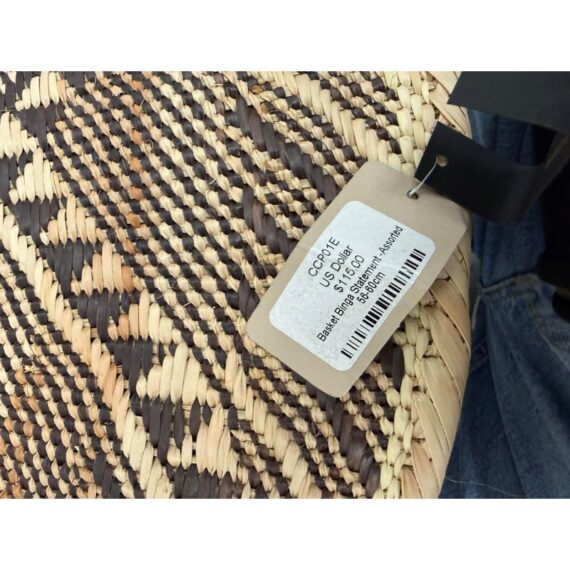 CCP01E
US Dollar
$115.00
Basket Binga Statement -Assorted
56-60cm